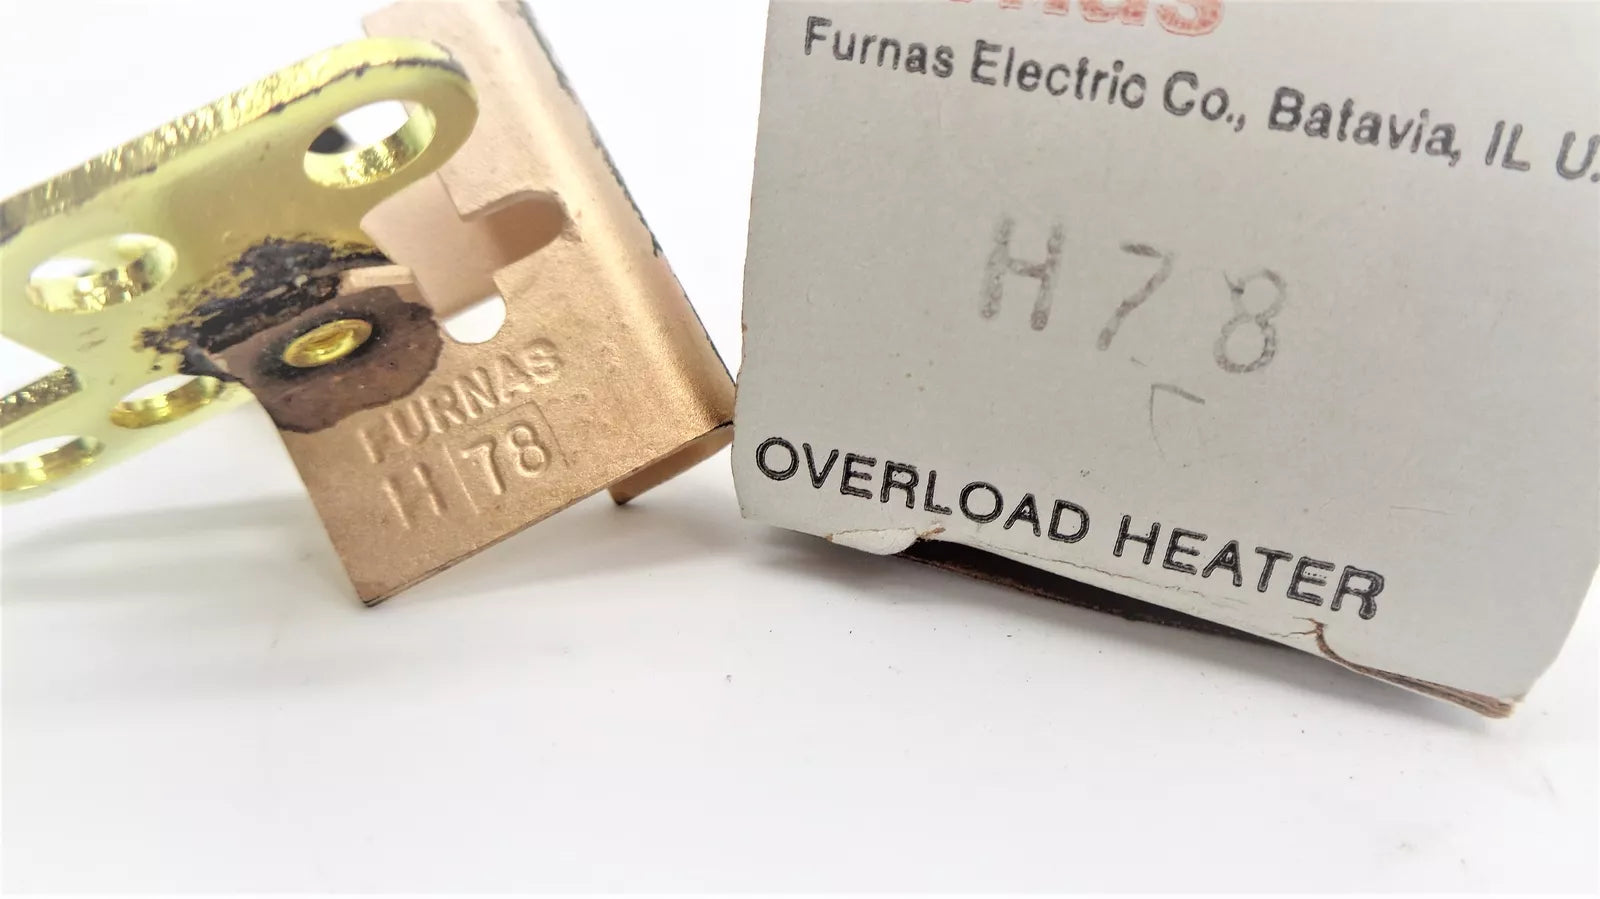 FURNAS
H 78
Furnas Electric Co., Batavia, IL U.
H78
OVERLOAD HEATER